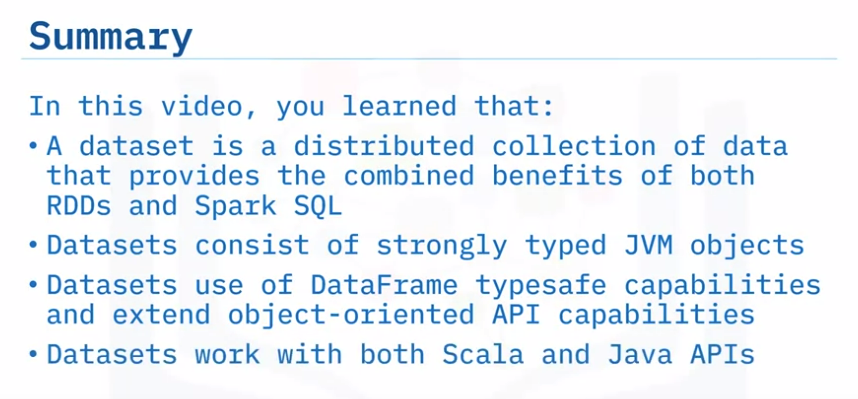 Summary
In this video, you learned that:
• A dataset is a distributed collection of data
that provides the combined benefits of both
RDDs and Spark SQL
• Datasets consist of strongly typed JVM objects
• Datasets use of DataFrame typesafe capabilities
and extend object-oriented API capabilities
• Datasets work with both Scala and Java APIs